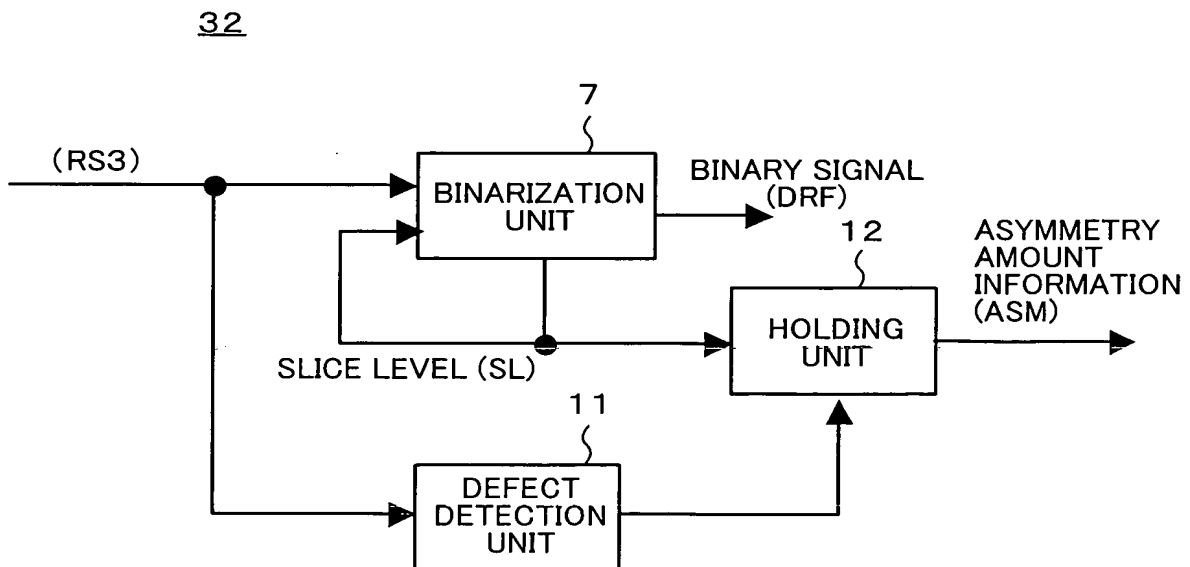 32
7
(RS3)
BINARIZATION
UNIT
BINARY SIGNAL
(DRF)
12
ASYMMETRY
AMOUNT
INFORMATION
(ASM)
HOLDING
UNIT
SLICE LEVEL (SL)
11
DEFECT
DETECTION
UNIT